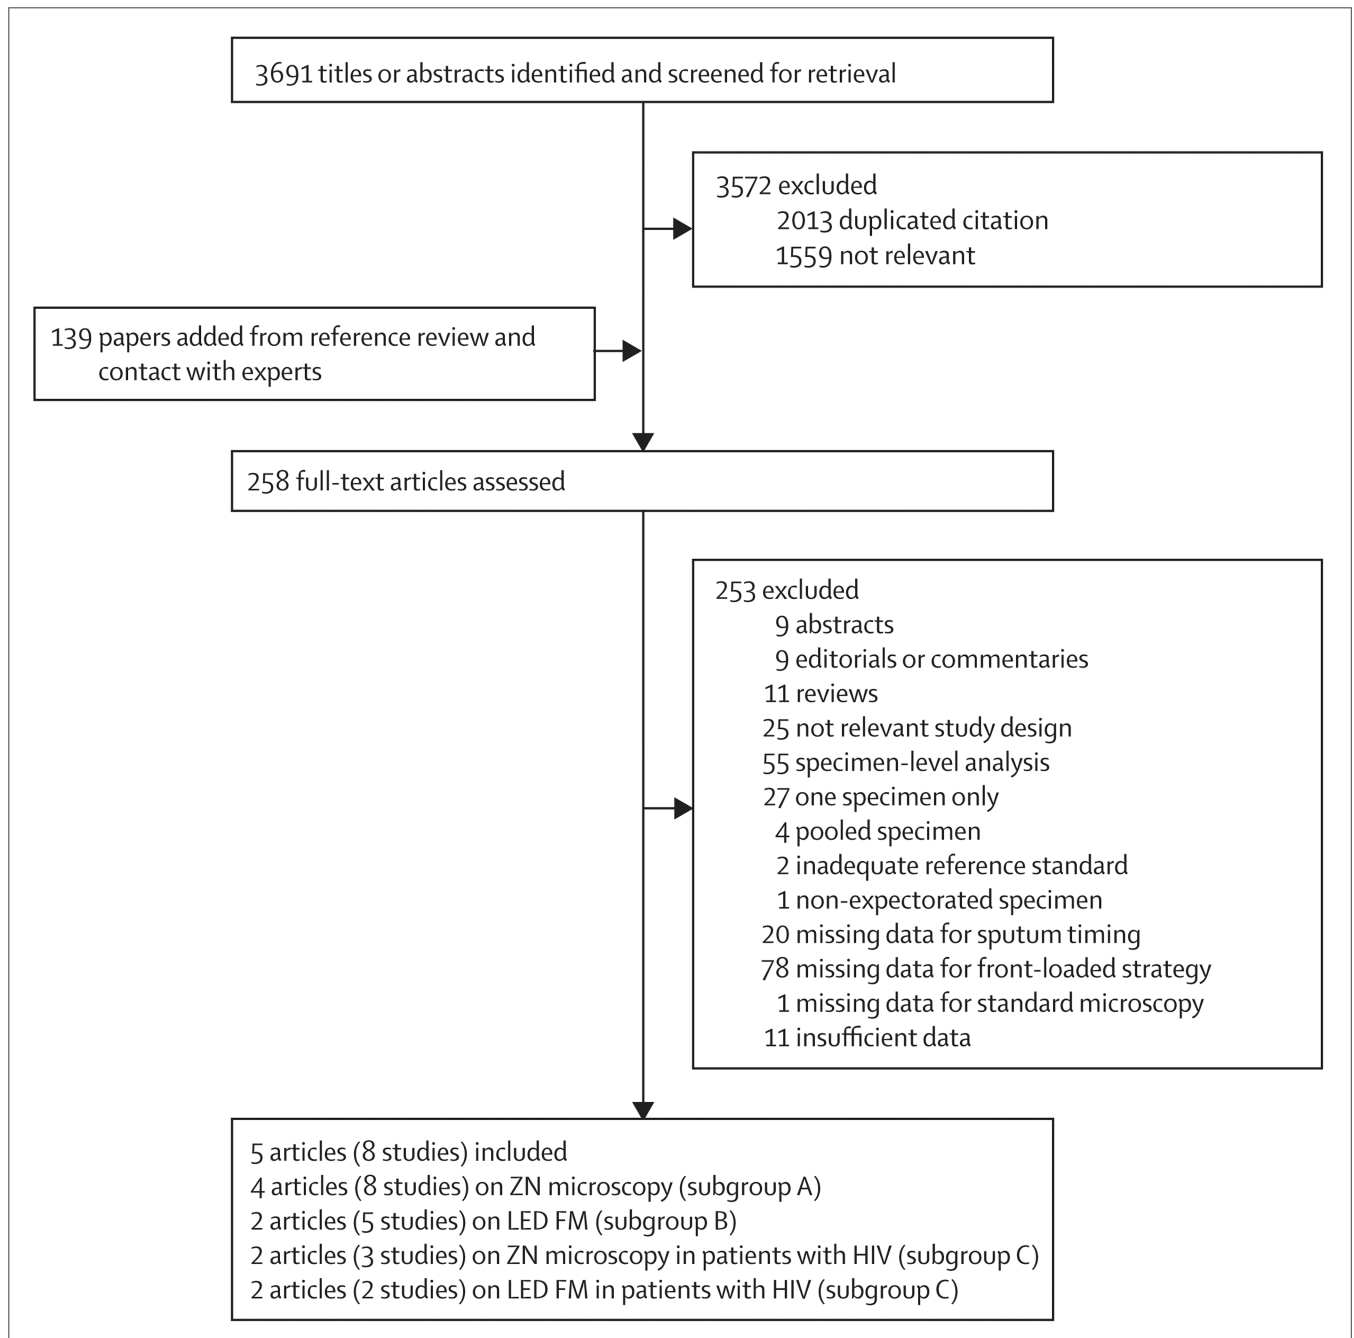 3691 titles or abstracts identified and screened for retrieval
3572 excluded
2013 duplicated citation
1559 not relevant
139 papers added from reference review and
contact with experts
258 full-text articles assessed
253 excluded
9 abstracts
9 editorials or commentaries
11 reviews
25 not relevant study design
55 specimen-level analysis
27 one specimen only
4 pooled specimen
2 inadequate reference standard
1 non-expectorated specimen
20 missing data for sputum timing
78 missing data for front-loaded strategy
1 missing data for standard microscopy
11 insufficient data
5 articles (8 studies) included
4 articles (8 studies) on ZN microscopy (subgroup A)
2 articles (5 studies) on LED FM (subgroup B)
2 articles (3 studies) on ZN microscopy in patients with HIV (subgroup C)
2 articles (2 studies) on LED FM in patients with HIV (subgroup C)